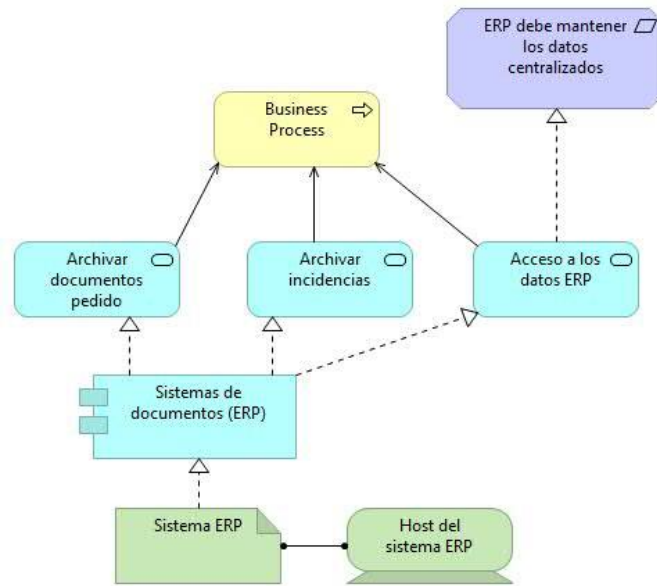 ERP debe mantener
los datos
centralizados
Business
Process
Archivar
documentos
pedido
Archivar
incidencias
Acceso a los
datos ERP
Sistemas de
documentos (ERP)
Sistema ERP
Host del
sistema ERP